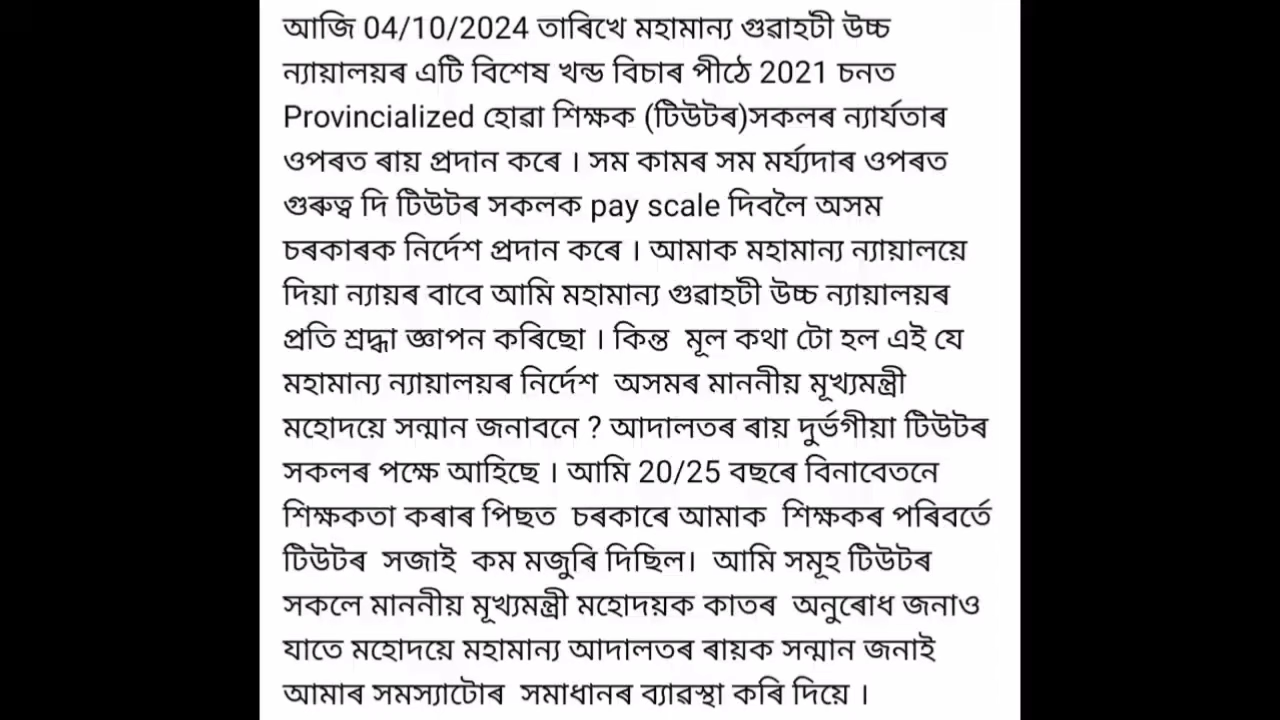 আজি 04/10/2024 তাৰিখে মহামান্য গুৱাহটী উচ্চ
ন্যায়ালয়ৰ এটি বিশেষ খন্ড বিচাৰ পীঠে 2021 চনত
Provincialized হোৱা শিক্ষক (টিউটৰ)সকলৰ ন্যাৰ্যতাৰ
ওপৰত ৰায় প্ৰদান কৰে । সম কামৰ সম মৰ্য্যদাৰ ওপৰত
গুৰুত্ব দি টিউটৰ সকলক pay scale দিবলৈ অসম
চৰকাৰক নিৰ্দেশ প্ৰদান কৰে । আমাক মহামান্য ন্যায়ালয়ে
দিয়া ন্যায়ৰ বাবে আমি মহামান্য গুৱাহটী উচ্চ ন্যায়ালয়ৰ
প্ৰতি শ্ৰদ্ধা জ্ঞাপন কৰিছো । কিন্ত মূল কথা টো হল এই যে
মহামান্য ন্যায়ালয়ৰ নিৰ্দেশ অসমৰ মাননীয় মূখ্যমন্ত্ৰী
মহোদয়ে সন্মান জনাবনে ? আদালতৰ ৰায় দুৰ্ভগীয়া টিউটৰ
সকলৰ পক্ষে আহিছে । আমি 20/25 বছৰে বিনাবেতনে
শিক্ষকতা কৰাৰ পিছত চৰকাৰে আমাক শিক্ষকৰ পৰিবৰ্তে
টিউটৰ সজাই কম মজুৰি দিছিল। আমি সমূহ টিউটৰ
সকলে মাননীয় মূখ্যমন্ত্ৰী মহোদয়ক কাতৰ অনুৰোধ জনাও
যাতে মহোদয়ে মহামান্য আদালতৰ ৰায়ক সন্মান জনাই
আমাৰ সমস্যাটোৰ সমাধানৰ ব্যাৱস্থা কৰি দিয়ে ।